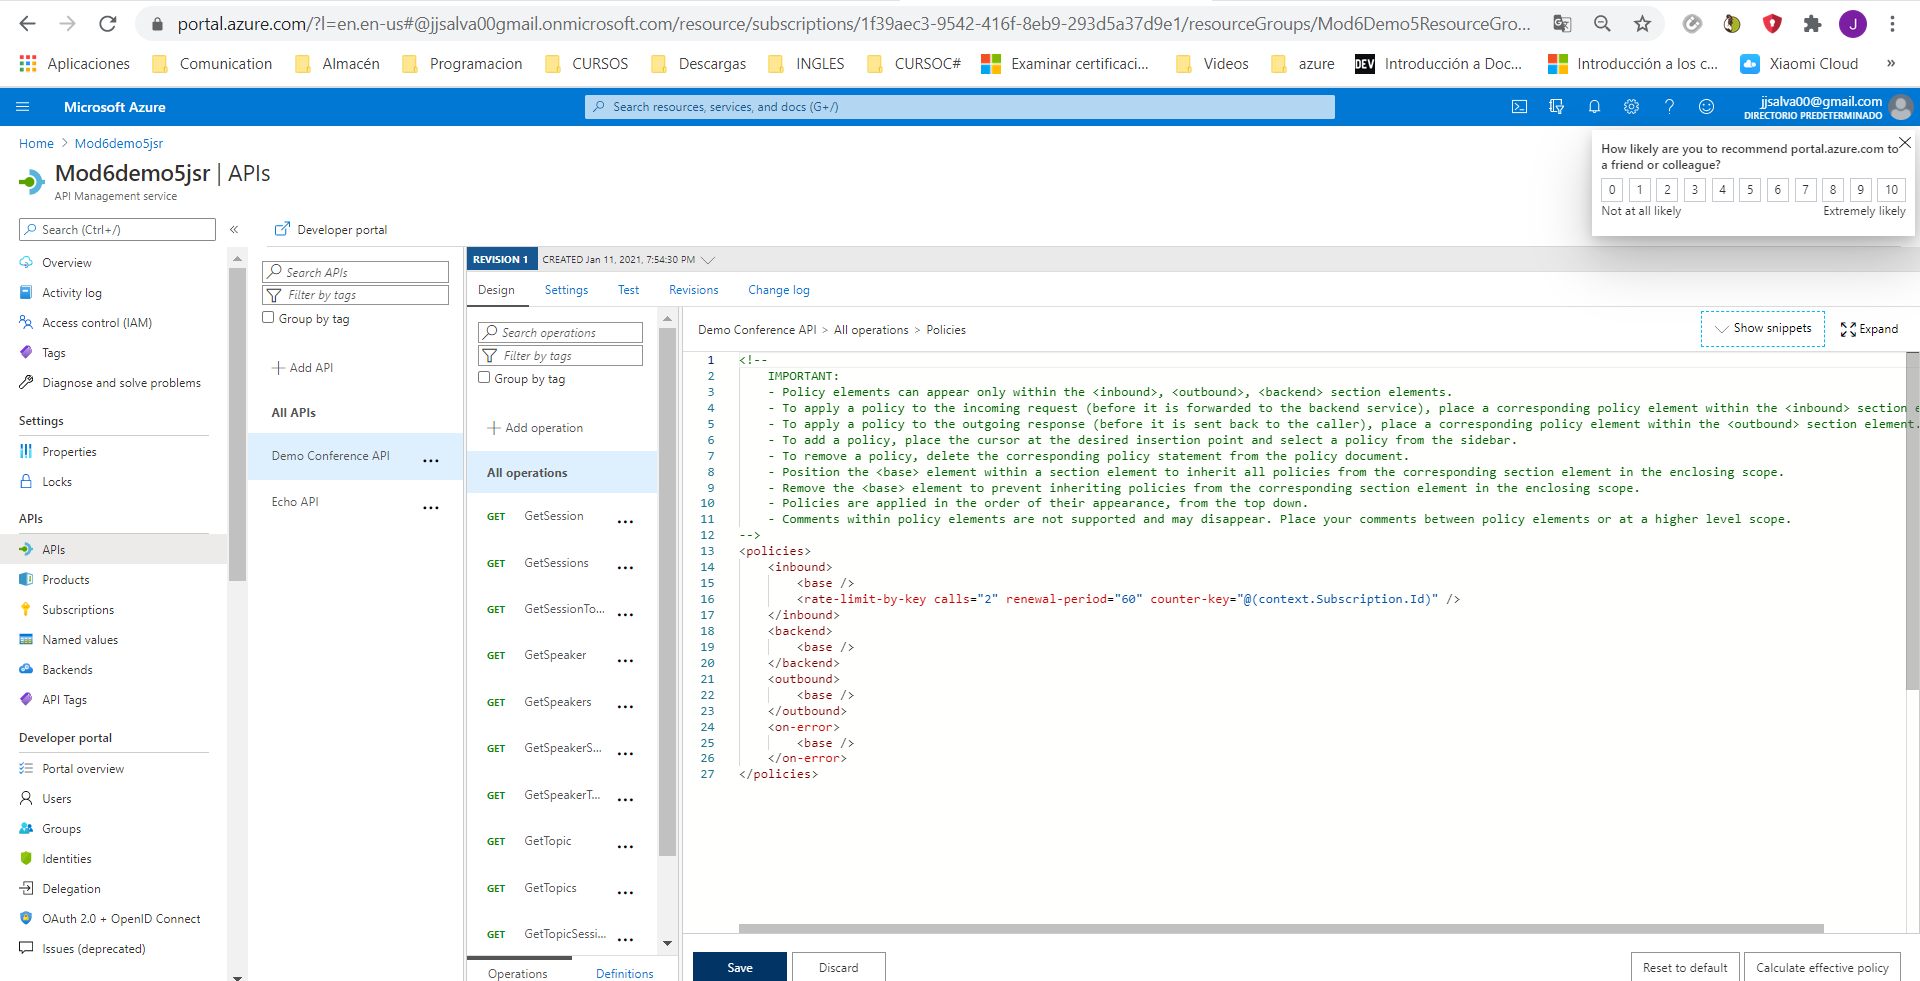 portal.azure.com/?l=en.en-us#@jjsalva00gmail.onmicrosoft.com/resource/subscriptions/1f39aec3-9542-416f-8eb9-293d5a37d9e1/resourceGroups/Mod6Demo5ResourceGro...
J
Aplicaciones Comunication Almacén Programacion CURSOS Descargas INGLES CURSOC# Examinar certificaci... Videos azure DEV Introducción a Doc... Introducción a los c... Xiaomi Cloud »
Microsoft Azure
Search resources, services, and docs (G+/)
jjsalva00@gmail.com
DIRECTORIO PREDETERMINADO
Home > Mod6demo5jsr
Mod6demo5jsr | APIs
API Management service
How likely are you to recommend portal.azure.com to
a friend or colleague?
0 1 2 3 4 5 6 7 8 9 10
Not at all likely Extremely likely
Search (Ctrl+/) «
Overview
Activity log
Access control (IAM)
Tags
Diagnose and solve problems
Settings
Properties
Locks
APIs
APIs
Products
Subscriptions
Named values
Backends
API Tags
Developer portal
Portal overview
Users
Groups
Identities
Delegation
OAuth 2.0 + OpenID Connect
Issues (deprecated)
Developer portal
Search APIs
Filter by tags
Group by tag
Add API
All APIs
Demo Conference API ...
Echo API ...
REVISION 1 CREATED Jan 11, 2021, 7:54:30 PM
Design Settings Test Revisions Change log
Search operations
Filter by tags
Group by tag
Add operation
All operations
GET GetSession ...
GET GetSessions ...
GET GetSessionTo... ...
GET GetSpeaker ...
GET GetSpeakers ...
GET GetSpeakerS... ...
GET GetSpeakerT... ...
GET GetTopic ...
GET GetTopics ...
GET GetTopicSessi... ...
Operations Definitions
Demo Conference API > All operations > Policies
Show snippets Expand
1 <!--
2 IMPORTANT:
3 - Policy elements can appear only within the <inbound>, <outbound>, <backend> section elements.
4 - To apply a policy to the incoming request (before it is forwarded to the backend service), place a corresponding policy element within the <inbound> section e
5 - To apply a policy to the outgoing response (before it is sent back to the caller), place a corresponding policy element within the <outbound> section element.
6 - To add a policy, place the cursor at the desired insertion point and select a policy from the sidebar.
7 - To remove a policy, delete the corresponding policy statement from the policy document.
8 - Position the <base> element within a section element to inherit all policies from the corresponding section element in the enclosing scope.
9 - Remove the <base> element to prevent inheriting policies from the corresponding section element in the enclosing scope.
10 - Policies are applied in the order of their appearance, from the top down.
11 - Comments within policy elements are not supported and may disappear. Place your comments between policy elements or at a higher level scope.
12 -->
13 <policies>
14 <inbound>
15 <base />
16 <rate-limit-by-key calls="2" renewal-period="60" counter-key="@(context.Subscription.Id)" />
17 </inbound>
18 <backend>
19 <base />
20 </backend>
21 <outbound>
22 <base />
23 </outbound>
24 <on-error>
25 <base />
26 </on-error>
27 </policies>
Save Discard Reset to default Calculate effective policy